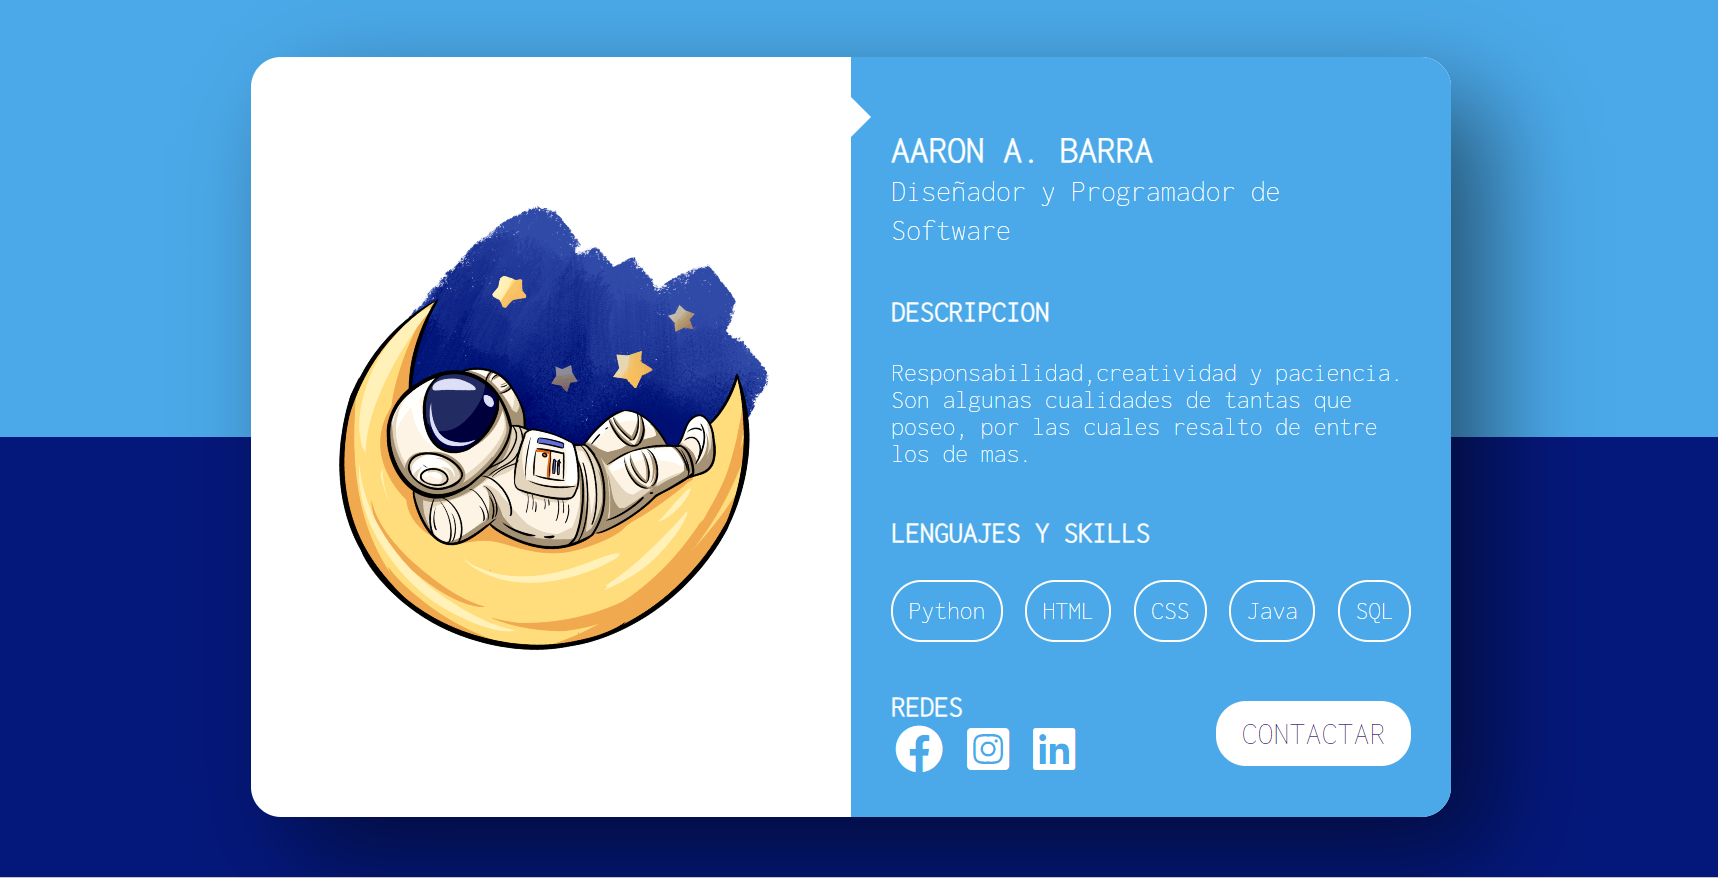 AARON A. BARRA
Diseñador y Programador de
Software
DESCRIPCION
Responsabilidad,creatividad y paciencia.
Son algunas cualidades de tantas que
poseo, por las cuales resalto de entre
los de mas.
LENGUAJES Y SKILLS
Python HTML CSS Java SQL
REDES
CONTACTAR